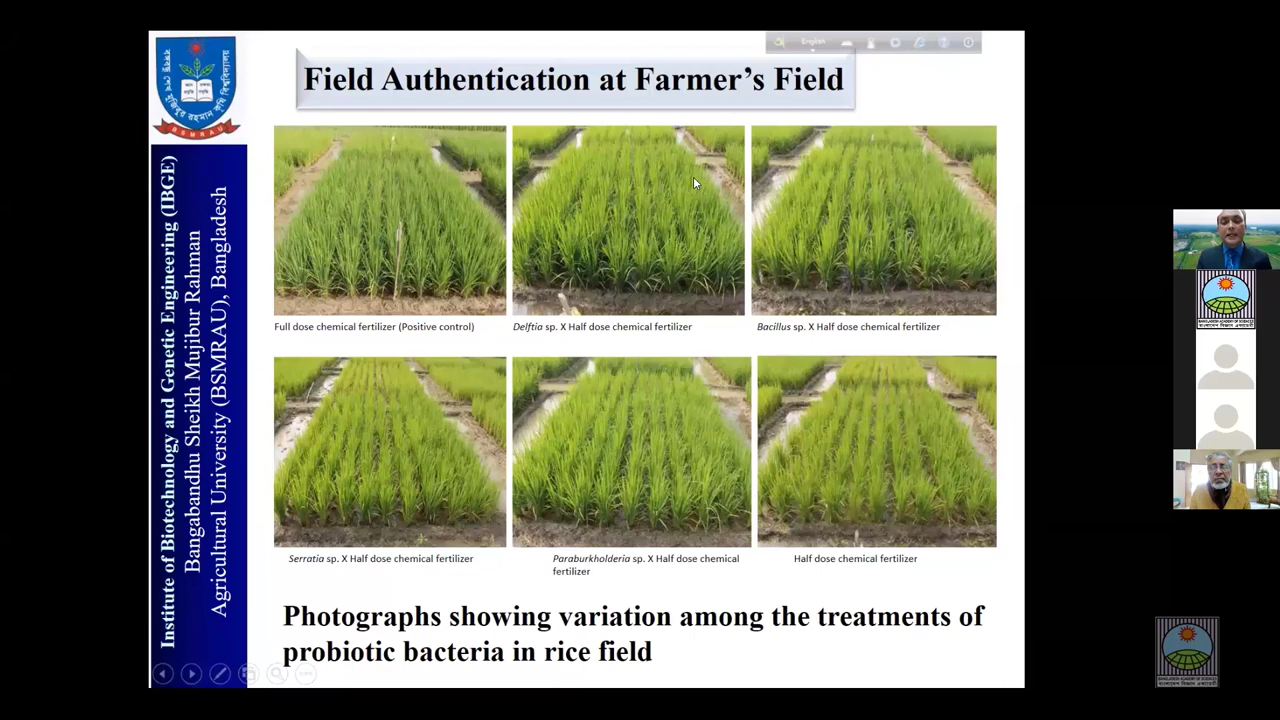 English
Field Authentication at Farmer’s Field
BSMRAU
Institute of Biotechnology and Genetic Engineering (IBGE)
Bangabandhu Sheikh Mujibur Rahman
Agricultural University (BSMRAU), Bangladesh
Full dose chemical fertilizer (Positive control)
Delftia sp. X Half dose chemical fertilizer
Bacillus sp. X Half dose chemical fertilizer
Serratia sp. X Half dose chemical fertilizer
Paraburkholderia sp. X Half dose chemical
fertilizer
Half dose chemical fertilizer
Photographs showing variation among the treatments of
probiotic bacteria in rice field